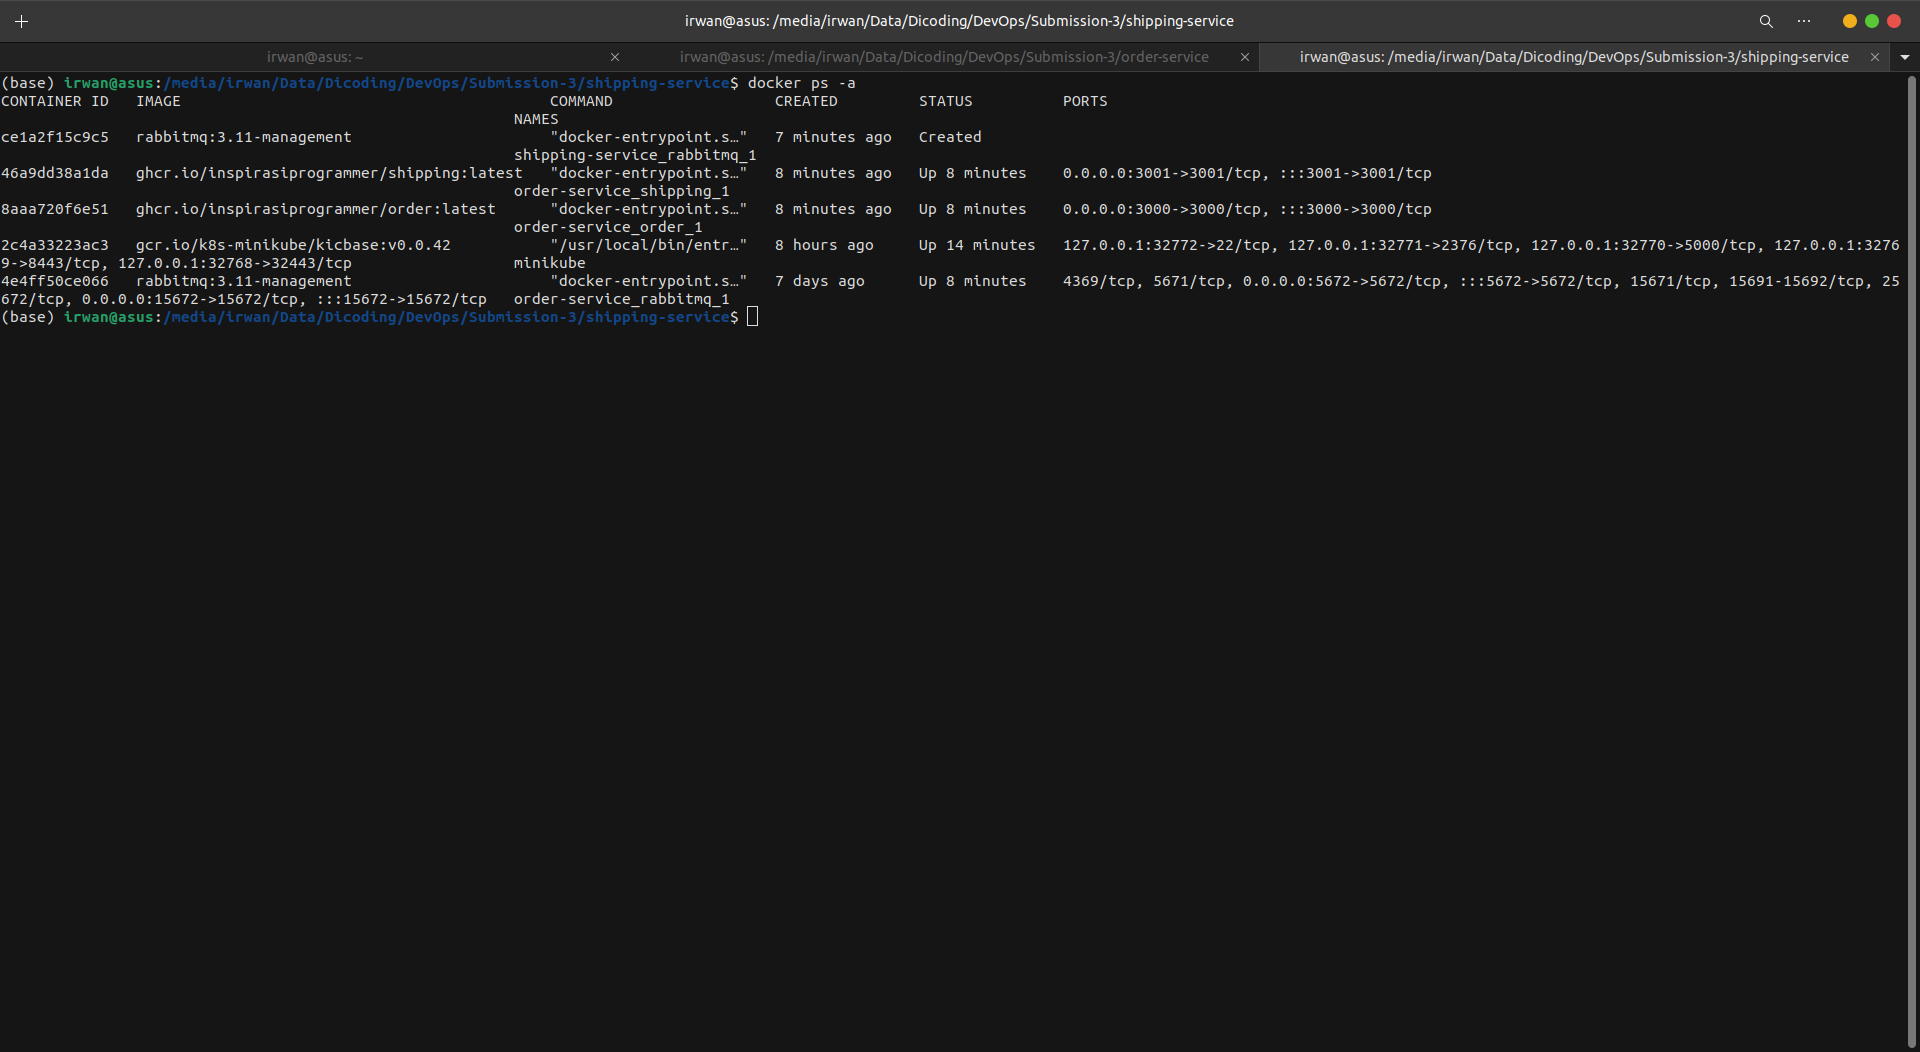 irwan@asus: /media/irwan/Data/Dicoding/DevOps/Submission-3/shipping-service
irwan@asus: ~
irwan@asus: /media/irwan/Data/Dicoding/DevOps/Submission-3/order-service
irwan@asus: /media/irwan/Data/Dicoding/DevOps/Submission-3/shipping-service
(base) irwan@asus:/media/irwan/Data/Dicoding/DevOps/Submission-3/shipping-service$ docker ps -a
CONTAINER ID   IMAGE                                         COMMAND                  CREATED         STATUS          PORTS
                                                         NAMES
ce1a2f15c9c5   rabbitmq:3.11-management                      "docker-entrypoint.s…"   7 minutes ago   Created
                                                         shipping-service_rabbitmq_1
46a9dd38a1da   ghcr.io/inspirasiprogrammer/shipping:latest   "docker-entrypoint.s…"   8 minutes ago   Up 8 minutes    0.0.0.0:3001->3001/tcp, :::3001->3001/tcp
                                                         order-service_shipping_1
8aaa720f6e51   ghcr.io/inspirasiprogrammer/order:latest      "docker-entrypoint.s…"   8 minutes ago   Up 8 minutes    0.0.0.0:3000->3000/tcp, :::3000->3000/tcp
                                                         order-service_order_1
2c4a33223ac3   gcr.io/k8s-minikube/kicbase:v0.0.42           "/usr/local/bin/entr…"   8 hours ago     Up 14 minutes   127.0.0.1:32772->22/tcp, 127.0.0.1:32771->2376/tcp, 127.0.0.1:32770->5000/tcp, 127.0.0.1:3276
9->8443/tcp, 127.0.0.1:32768->32443/tcp                  minikube
4e4ff50ce066   rabbitmq:3.11-management                      "docker-entrypoint.s…"   7 days ago      Up 8 minutes    4369/tcp, 5671/tcp, 0.0.0.0:5672->5672/tcp, :::5672->5672/tcp, 15671/tcp, 15691-15692/tcp, 25
672/tcp, 0.0.0.0:15672->15672/tcp, :::15672->15672/tcp   order-service_rabbitmq_1
(base) irwan@asus:/media/irwan/Data/Dicoding/DevOps/Submission-3/shipping-service$